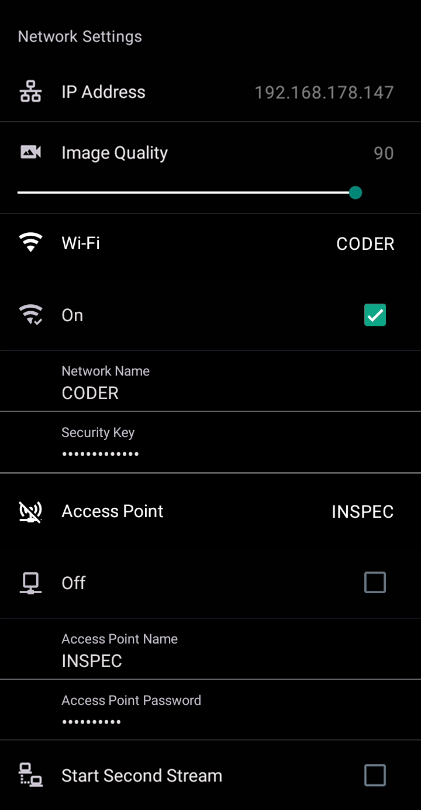 Network Settings
IP Address 192.168.178.147
Image Quality 90
Wi-Fi CODER
On
Network Name
CODER
Security Key
•••••••••••••
Access Point INSPEC
Off
Access Point Name
INSPEC
Access Point Password
••••••••••
Start Second Stream